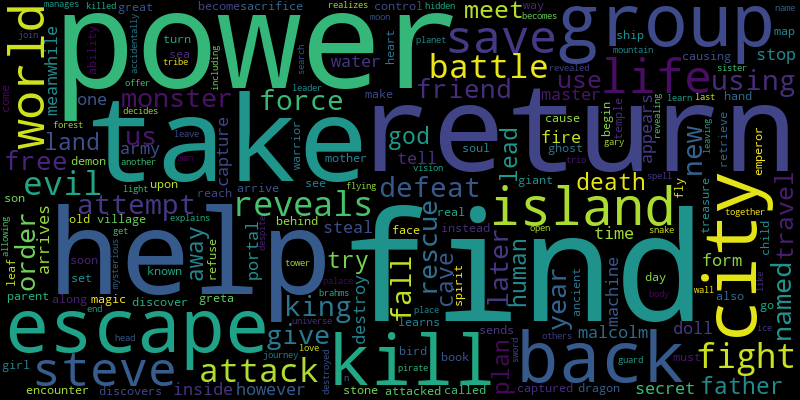 manages
killed
great
become
sacrifice
realizes
control
hidden
way
name
join
moon
becomes
power
group
meet
save
world
meanwhile
ability
accidentally
turn
sea
tribe
including
offer
decides
search
leader
heart
water
planet
battle
ship
mountain
map
causing
stop
revealed
sister
life
using
use
friend
make
monster
force
one
come
us
take
return
land
forest
army
another
leave
demon
free
light
man
capture
warrior
mother
god
tell
soul
vision
lead
master
cause
fire
ghost
begin
gary
temple
revealing
appears
learn
last
leaving
new
hand
retrieve
emperor
trio
spell
evil
son
upon
reach
arrive
see
flying
defeat
giant
death
fly
treasure
together
travel
attempt
reveals
island
city
old
village
explains
behind
real
instead
open
snake
time
wall
form
child
like
order
arrives
allowing
leaf
get
mysterious
soon
set
known
help
away
refuse
despite
portal
steal
try
face
fall
rescue
cave
spirit
find
later
human
year
ancient
machine
day
body
also
go
ice
named
parent
along
magic
discover
greta
tower
palace
brahms
king
destroy
learns
place
sends
others
malcolm
doll
must
end
escape
head
universe
give
love
journey
destroyed
kill
bird
book
pirate
sword
plan
back
guard
fight
girl
steve
attack
encounter
discovers
inside
however
stone
attacked
called
captured
dragon
secret
father